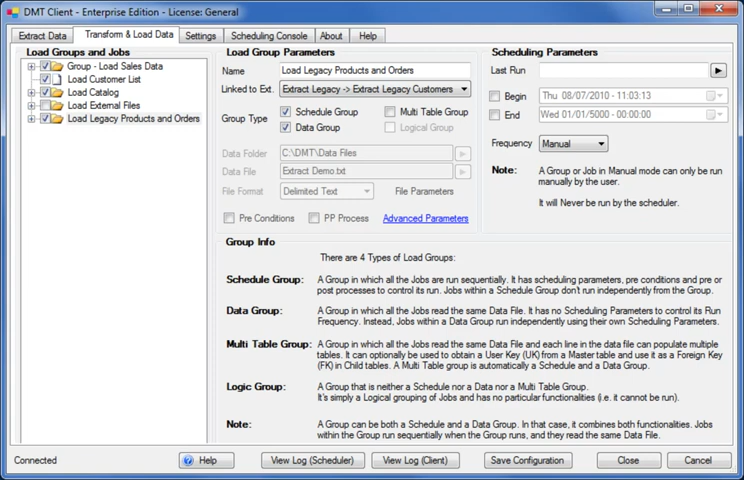 DMT Client - Enterprise Edition - License: General
Extract Data
Transform & Load Data
Settings
Scheduling Console
About
Help
Load Groups and Jobs
Group - Load Sales Data
Load Customer List
Load Catalog
Load External Files
Load Legacy Products and Orders
Load Group Parameters
Name
Load Legacy Products and Orders
Linked to Ext.
Extract Legacy -> Extract Legacy Customers
Group Type
Schedule Group
Multi Table Group
Data Group
Logical Group
Data Folder
C:\DMT\Data Files
Data File
Extract Demo.txt
File Format
Delimited Text
File Parameters
Pre Conditions
PP Process
Advanced Parameters
Scheduling Parameters
Last Run
Begin
Thu 08/07/2010 - 11:03:13
End
Wed 01/01/5000 - 00:00:00
Frequency
Manual
Note:
A Group or Job in Manual mode can only be run
manually by the user.
It will Never be run by the scheduler.
Group Info
There are 4 Types of Load Groups:
Schedule Group:
A Group in which all the Jobs are run sequentially. It has scheduling parameters, pre conditions and pre or
post processes to control its run. Jobs within a Schedule Group don't run independently from the Group.
Data Group:
A Group in which all the Jobs read the same Data File. It has no Scheduling Parameters to control its Run
Frequency. Instead, Jobs within a Data Group run independently using their own Scheduling Parameters.
Multi Table Group:
A Group in which all the Jobs read the same Data File and each line in the data file can populate multiple
tables. It can optionally be used to obtain a User Key (UK) from a Master table and use it as a Foreign Key
(FK) in Child tables. A Multi Table group is automatically a Schedule and a Data Group.
Logic Group:
A Group that is neither a Schedule nor a Data nor a Multi Table Group.
It's simply a Logical grouping of Jobs and has no particular functionalities (i.e. it cannot be run).
Note:
A Group can be both a Schedule and a Data Group. In that case, it combines both functionalities. Jobs
within the Group run sequentially when the Group runs, and they read the same Data File.
Connected
Help
View Log (Scheduler)
View Log (Client)
Save Configuration
Close
Cancel